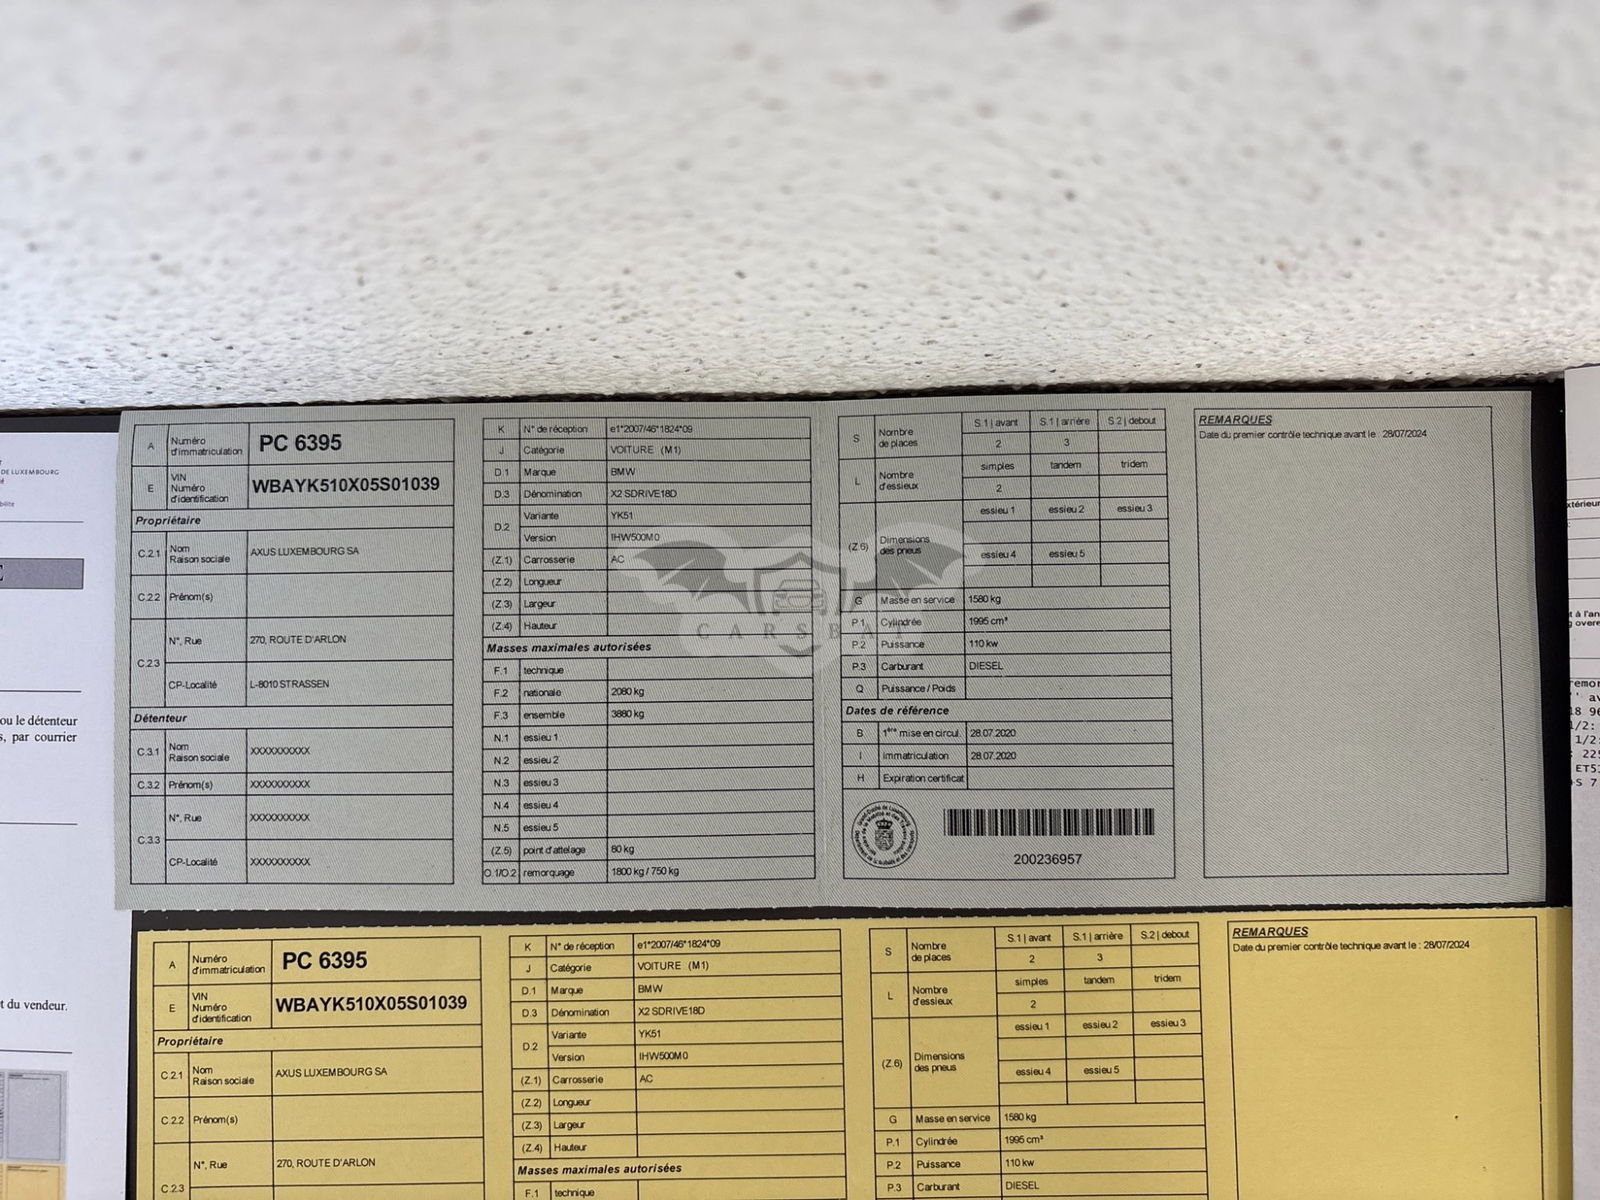 DE LUXEMBOURG
ou le détenteur
s, par courrier
t du vendeur.
A Numéro d'immatriculation PC 6395
E VIN Numéro d'identification WBAYK510X05S01039
Propriétaire
C.2.1 Nom Raison sociale AXUS LUXEMBOURG SA
C.2.2 Prénom(s)
C.2.3 N°, Rue 270, ROUTE D'ARLON
CP-Localité L-8010 STRASSEN
Détenteur
C.3.1 Nom Raison sociale XXXXXXXXXX
C.3.2 Prénom(s) XXXXXXXXXX
C.3.3 N°, Rue XXXXXXXXXX
CP-Localité XXXXXXXXXX
K N° de réception e1*2007/46*1824*09
J Catégorie VOITURE (M1)
D.1 Marque BMW
D.3 Dénomination X2 SDRIVE18D
D.2 Variante YK51
Version IHW500M0
(Z.1) Carrosserie AC
(Z.2) Longueur
(Z.3) Largeur
(Z.4) Hauteur
Masses maximales autorisées
F.1 technique
F.2 nationale 2080 kg
F.3 ensemble 3880 kg
N.1 essieu 1
N.2 essieu 2
N.3 essieu 3
N.4 essieu 4
N.5 essieu 5
(Z.5) point d'attelage 80 kg
O.1/O.2 remorquage 1800 kg / 750 kg
CARSBAT
S Nombre de places S.1 | avant S.1 | arrière S.2 | debout
2 3
L Nombre d'essieux simples tandem tridem
2
(Z.6) Dimensions des pneus essieu 1 essieu 2 essieu 3
essieu 4 essieu 5
G Masse en service 1580 kg
P.1 Cylindrée 1995 cm³
P.2 Puissance 110 kw
P.3 Carburant DIESEL
Q Puissance / Poids
Dates de référence
B 1ère mise en circul. 28.07.2020
I immatriculation 28.07.2020
H Expiration certificat
200236957
REMARQUES
Date du premier contrôle technique avant le : 28/07/2024
A Numéro d'immatriculation PC 6395
E VIN Numéro d'identification WBAYK510X05S01039
Propriétaire
C.2.1 Nom Raison sociale AXUS LUXEMBOURG SA
C.2.2 Prénom(s)
C.2.3 N°, Rue 270, ROUTE D'ARLON
K N° de réception e1*2007/46*1824*09
J Catégorie VOITURE (M1)
D.1 Marque BMW
D.3 Dénomination X2 SDRIVE18D
D.2 Variante YK51
Version IHW500M0
(Z.1) Carrosserie AC
(Z.2) Longueur
(Z.3) Largeur
(Z.4) Hauteur
Masses maximales autorisées
F.1 technique
S Nombre de places S.1 | avant S.1 | arrière S.2 | debout
2 3
L Nombre d'essieux simples tandem tridem
2
(Z.6) Dimensions des pneus essieu 1 essieu 2 essieu 3
essieu 4 essieu 5
G Masse en service 1580 kg
P.1 Cylindrée 1995 cm³
P.2 Puissance 110 kw
P.3 Carburant DIESEL
REMARQUES
Date du premier contrôle technique avant le : 28/07/2024